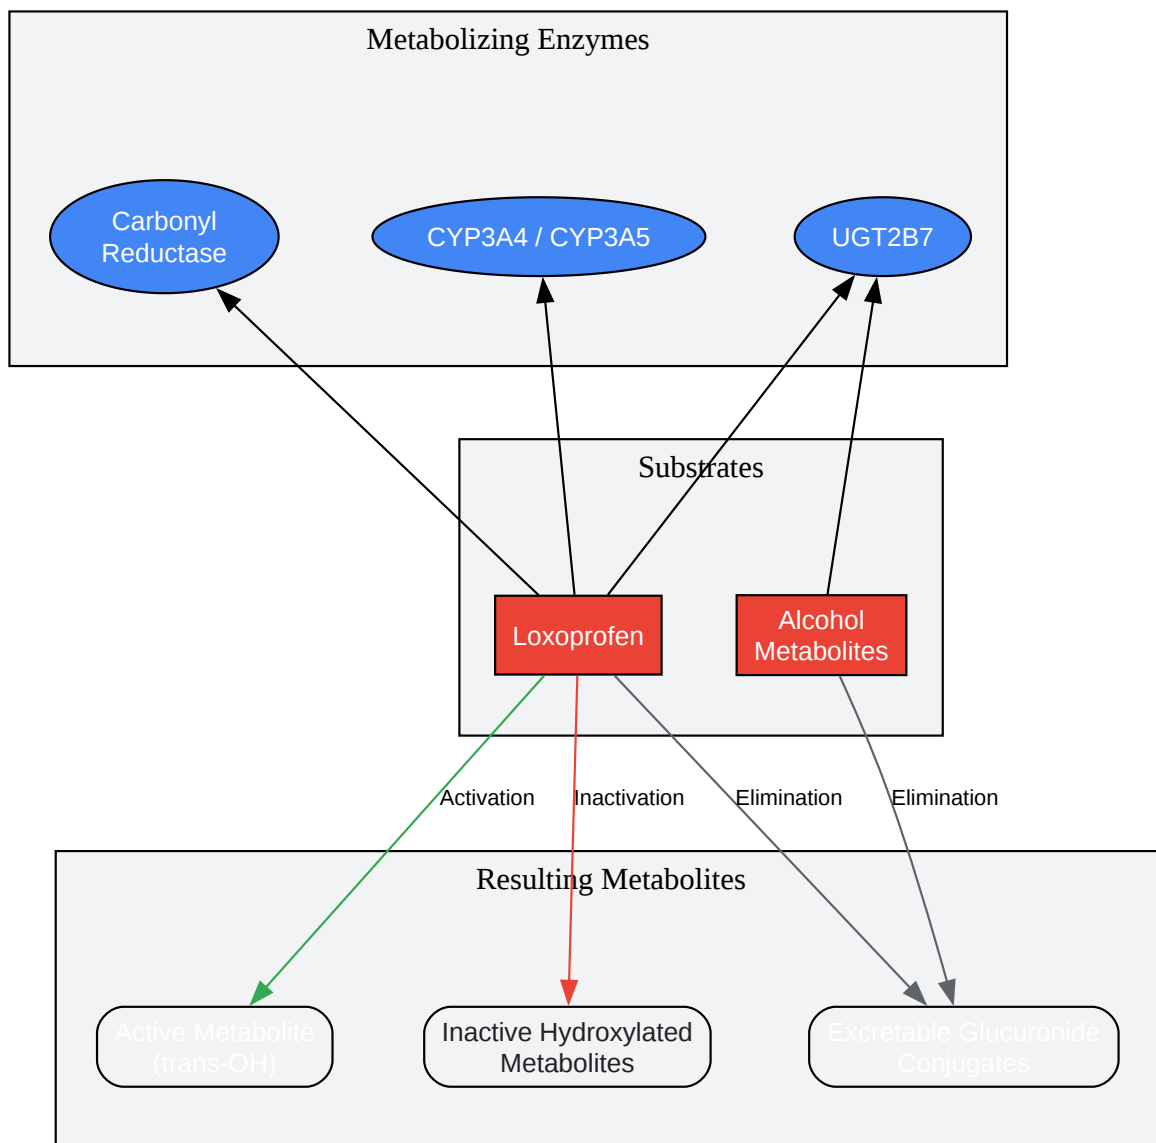 Metabolizing Enzymes
Carbonyl
Reductase
CYP3A4 / CYP3A5
UGT2B7
Substrates
Loxoprofen
Alcohol
Metabolites
Activation
Inactivation
Elimination
Elimination
Resulting Metabolites
Active Metabolite
(trans-OH)
Inactive Hydroxylated
Metabolites
Excretable Glucuronide
Conjugates